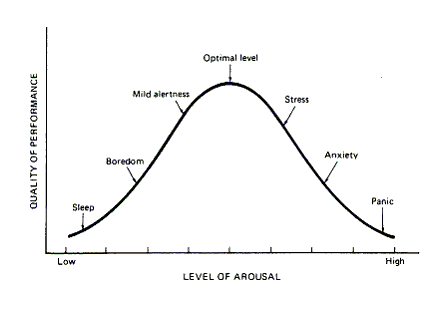 Optimal level
Mild alertness
Stress
Boredom
Anxiety
Sleep
Panic
QUALITY OF PERFORMANCE
Low
High
LEVEL OF AROUSAL